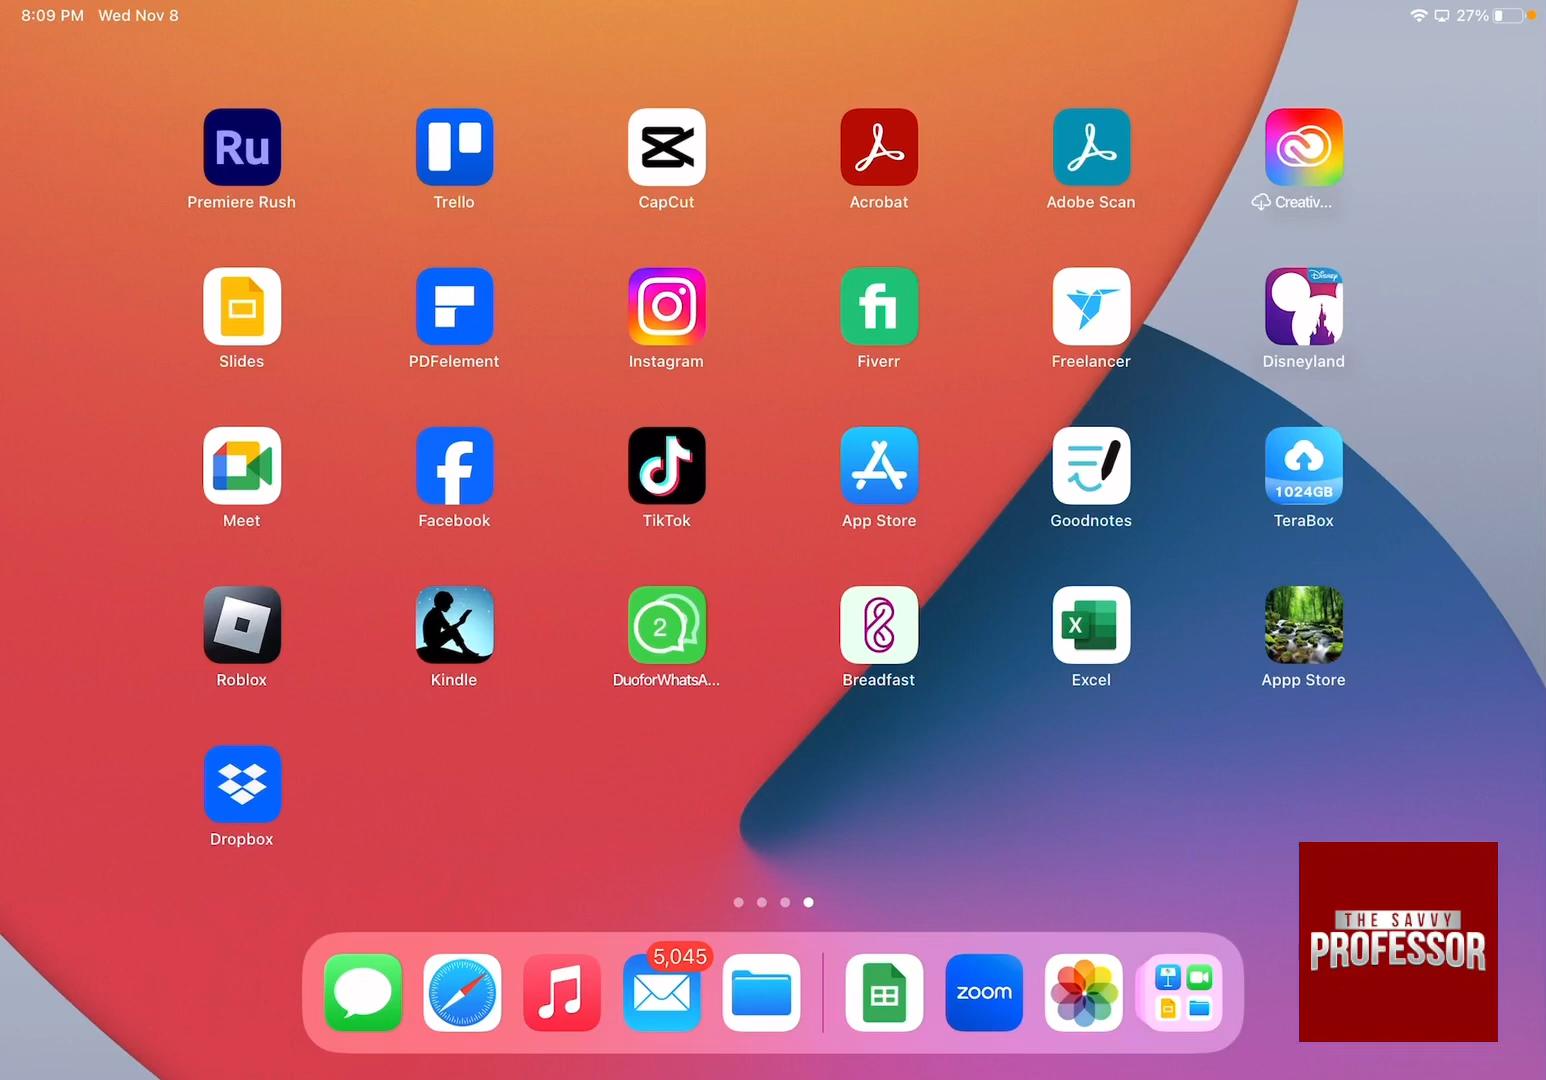 8:09 PM Wed Nov 8 27%
Ru
Premiere Rush
Trello
CapCut
Acrobat
Adobe Scan
Creativ...
Slides
PDFelement
Instagram
fi
Fiverr
Freelancer
Disney
Disneyland
Meet
Facebook
TikTok
App Store
Goodnotes
1024GB
TeraBox
Roblox
Kindle
2
DuoforWhatsA...
Breadfast
X
Excel
Appp Store
Dropbox
5,045
zoom
THE SAVVY
PROFESSOR